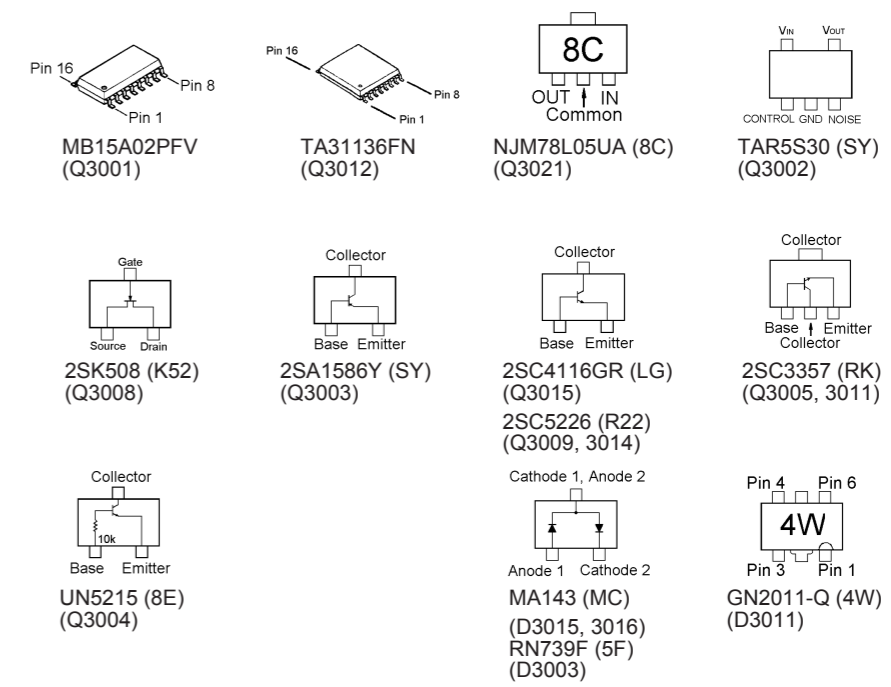 Pin 16
Pin 8
Pin 1
MB15A02PFV
(Q3001)
Pin 16
Pin 8
Pin 1
TA31136FN
(Q3012)
8C
OUT IN
Common
NJM78L05UA (8C)
(Q3021)
VIN VOUT
CONTROL GND NOISE
TAR5S30 (SY)
(Q3002)
Gate
Source Drain
2SK508 (K52)
(Q3008)
Collector
Base Emitter
2SA1586Y (SY)
(Q3003)
Collector
Base Emitter
2SC4116GR (LG)
(Q3015)
2SC5226 (R22)
(Q3009, 3014)
Collector
Base Emitter
Collector
2SC3357 (RK)
(Q3005, 3011)
Collector
10k
Base Emitter
UN5215 (8E)
(Q3004)
Cathode 1, Anode 2
Anode 1 Cathode 2
MA143 (MC)
(D3015, 3016)
RN739F (5F)
(D3003)
Pin 4 Pin 6
4W
Pin 3 Pin 1
GN2011-Q (4W)
(D3011)